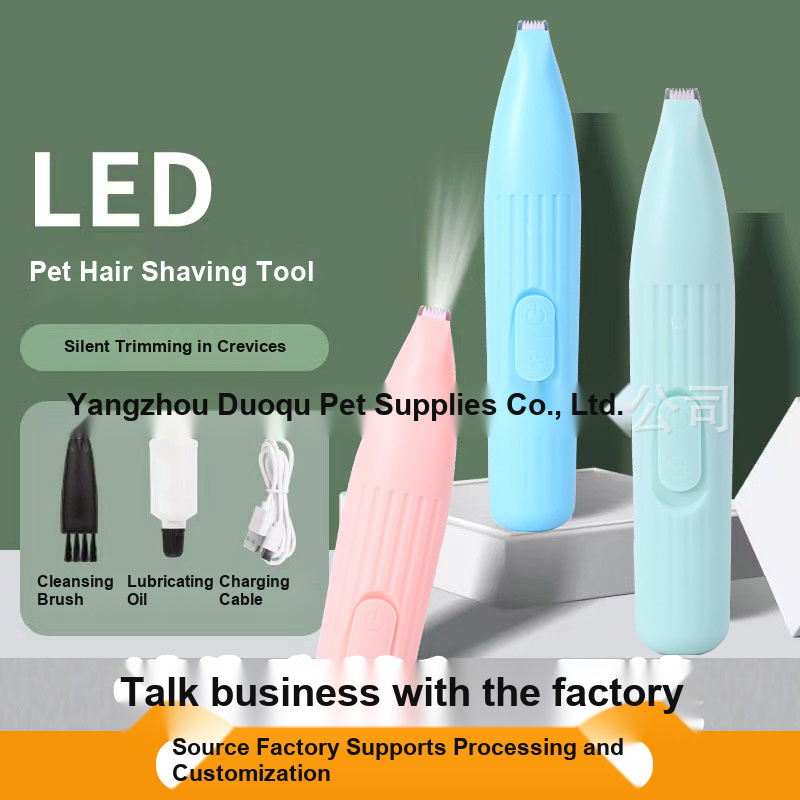 LED
Pet Hair Shaving Tool
Silent Trimming in Crevices
Yangzhou Duoqu Pet Supplies Co., Ltd.
公司
Cleansing Brush
Lubricating Oil
Charging Cable
Talk business with the factory
Source Factory Supports Processing and
Customization